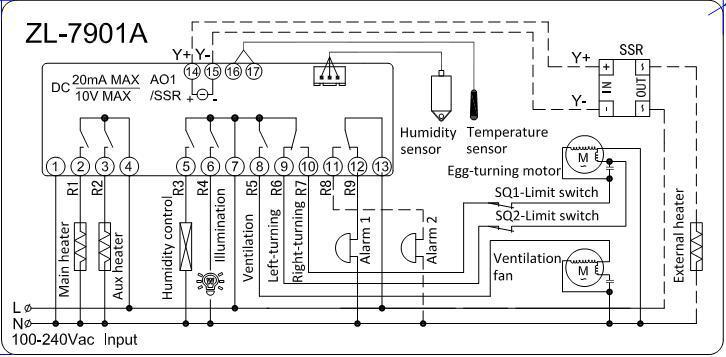 ZL-7901A
Y+ Y-
14 15 16 17
DC 20mA MAX AO1
10V MAX /SSR
+ -
Y+
Y-
SSR
+
-
IN
OUT
S
S
Humidity sensor
Temperature sensor
1 2 3 4 5 6 7 8 9 10 11 12 13
R1 R2 R3 R4 R5 R6 R7 R8 R9
Main heater
Aux heater
Humidity control
Illumination
Ventilation
Left-turning
Right-turning
Alarm 1
Alarm 2
Egg-turning motor
M
SQ1-Limit switch
SQ2-Limit switch
Ventilation fan
M
External heater
L
N
100-240Vac Input